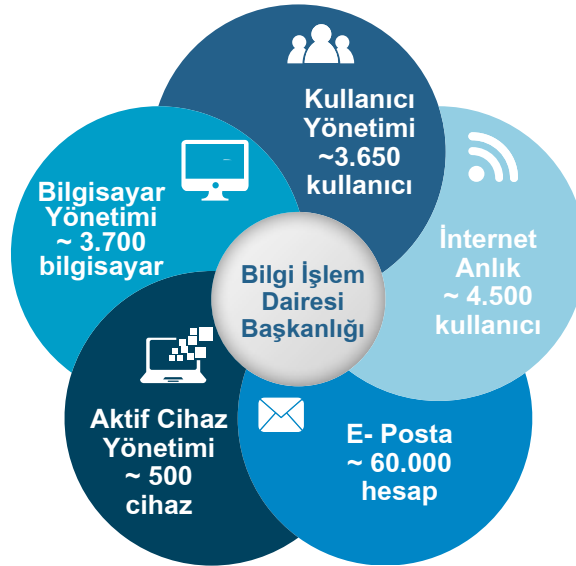 Kullanıcı
Yönetimi
~3.650
kullanıcı
İnternet
Anlık
~ 4.500
kullanıcı
E- Posta
~ 60.000
hesap
Aktif Cihaz
Yönetimi
~ 500
cihaz
Bilgisayar
Yönetimi
~ 3.700
bilgisayar
Bilgi İşlem
Dairesi
Başkanlığı